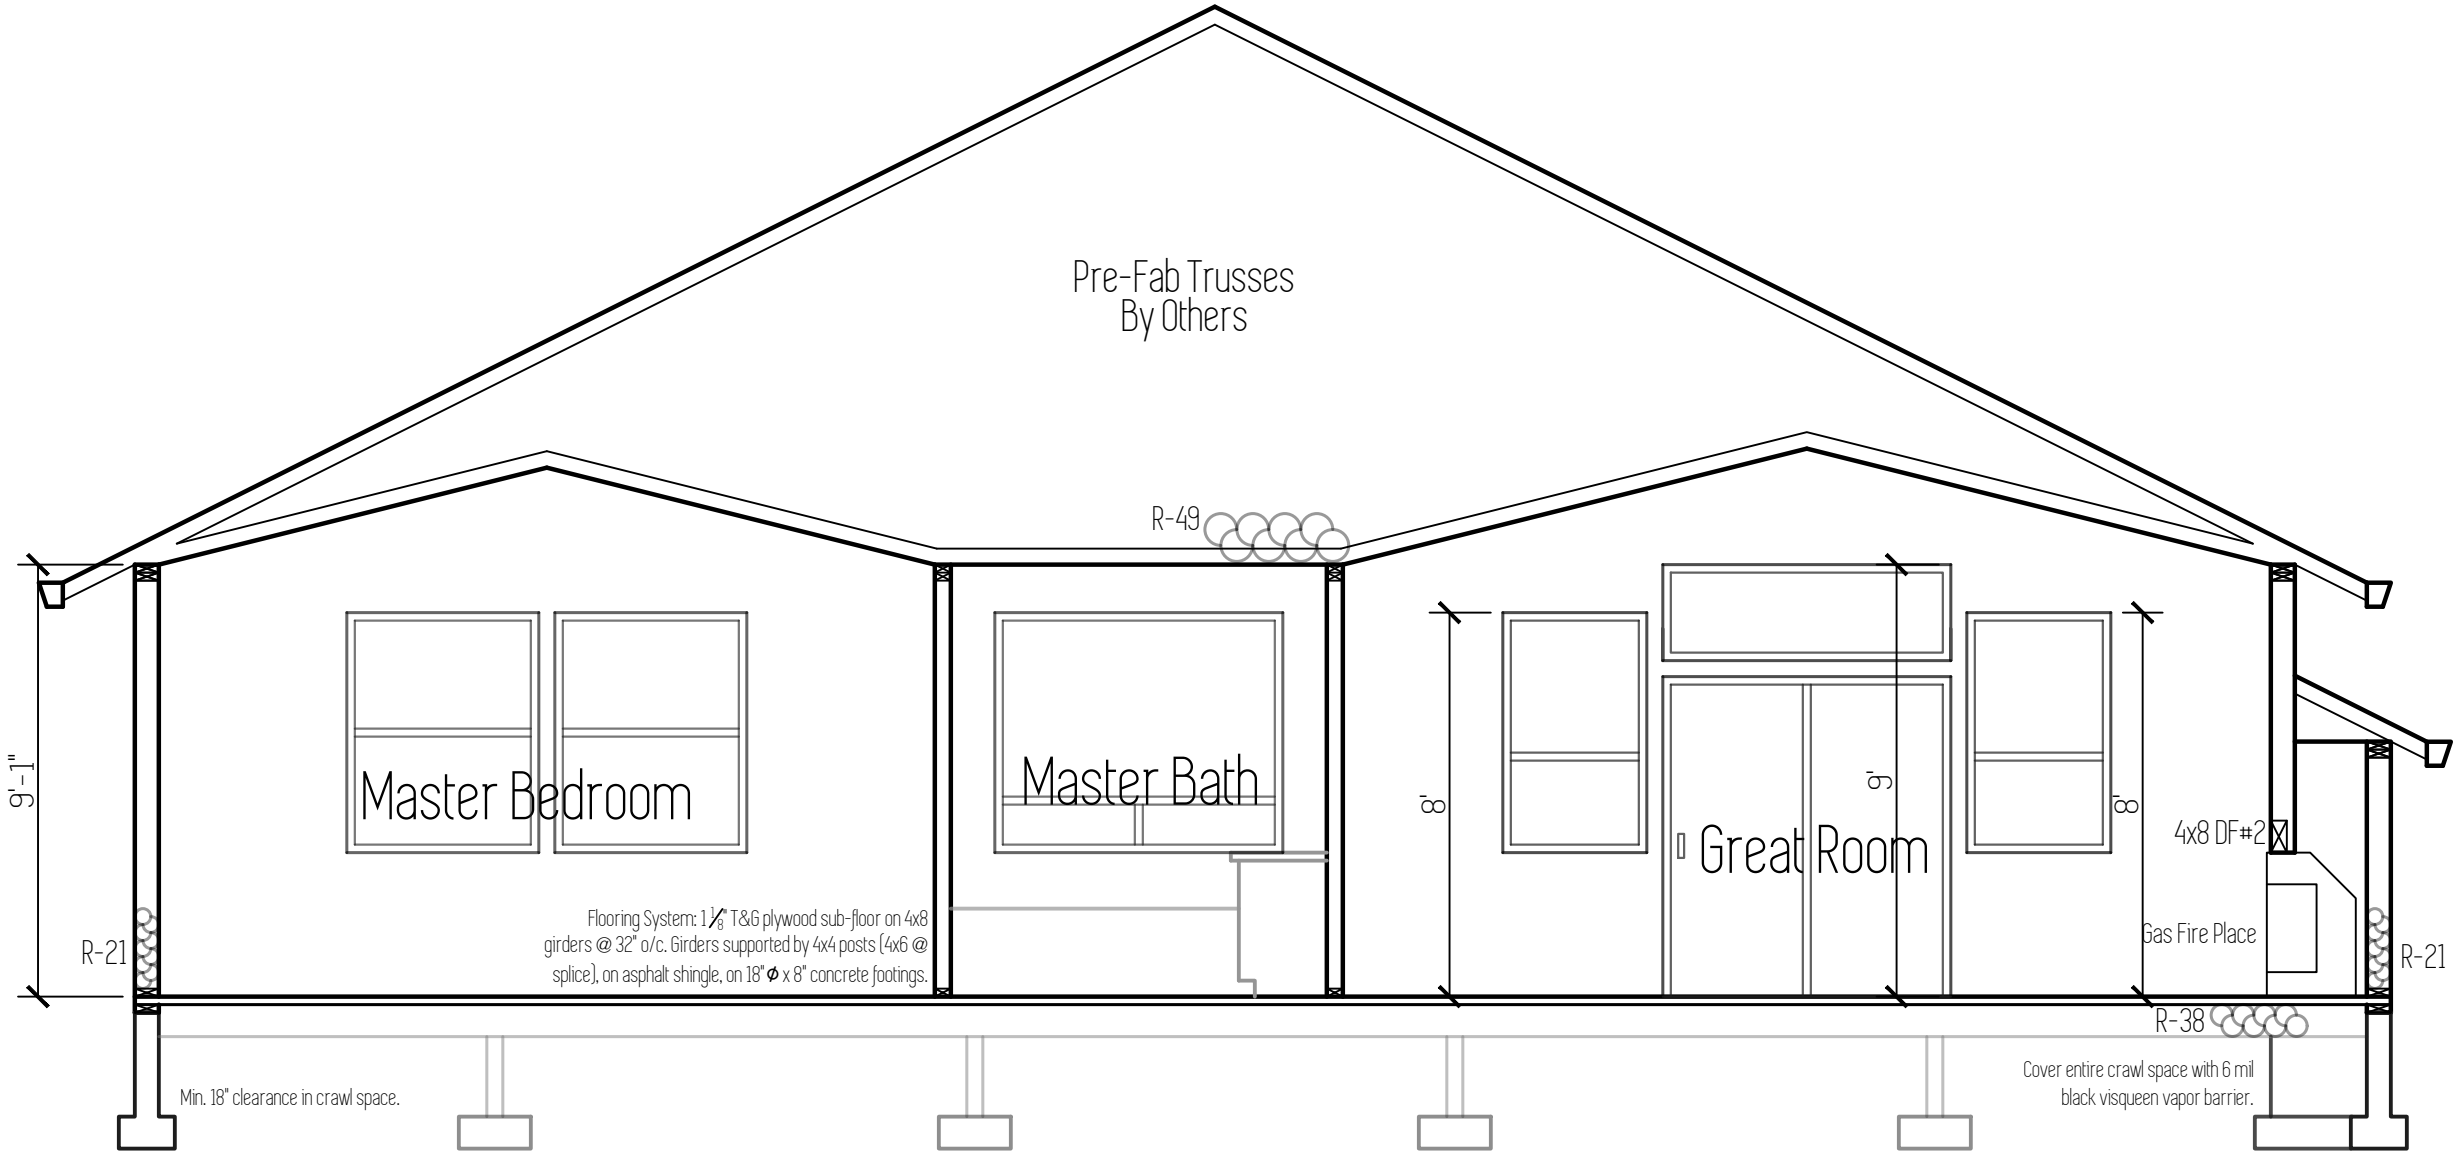 Pre-Fab Trusses
By Others
R-49
9'-1"
Master Bedroom
Master Bath
8'
9'
8'
Great Room
4x8 DF#2
Gas Fire Place
R-21
Flooring System: 1 1/8" T&G plywood sub-floor on 4x8
girders @ 32" o/c. Girders supported by 4x4 posts (4x6 @
splice), on asphalt shingle, on 18"ϕ x 8" concrete footings.
R-21
R-38
Min. 18" clearance in crawl space.
Cover entire crawl space with 6 mil
black visqueen vapor barrier.